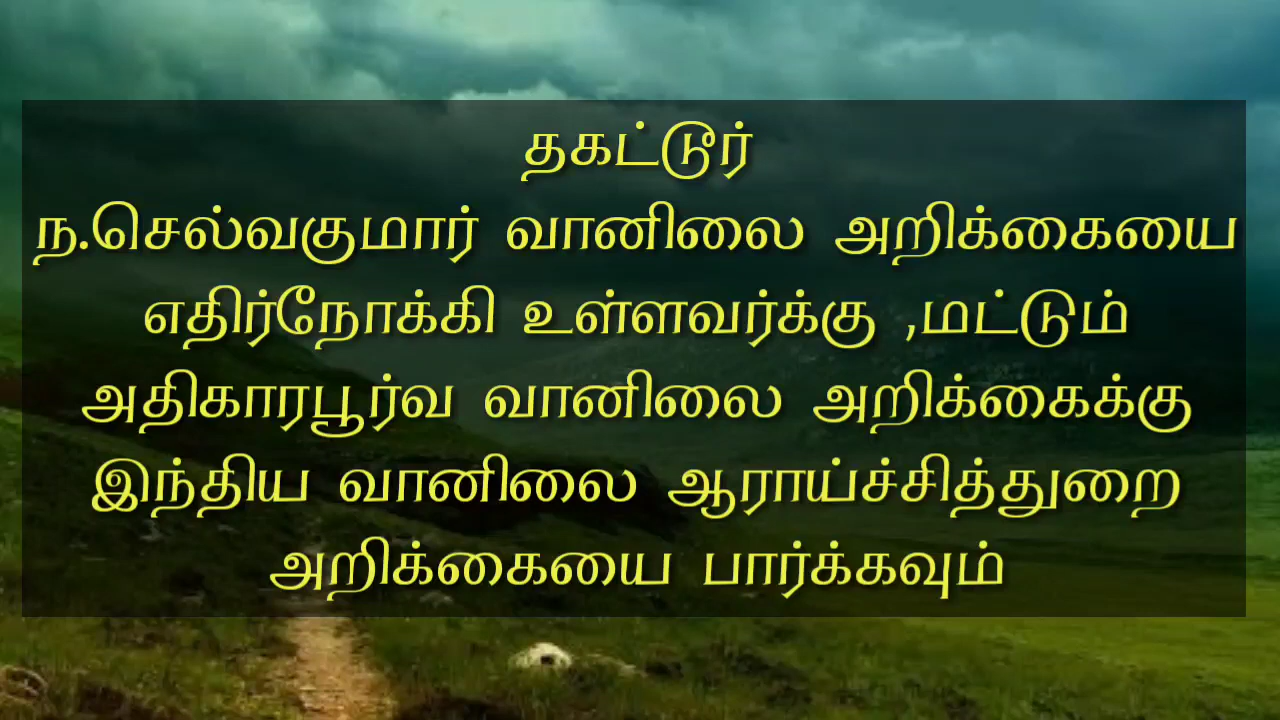 தகட்டூர்
ந.செல்வகுமார் வானிலை அறிக்கையை
எதிர்நோக்கி உள்ளவர்க்கு ,மட்டும்
அதிகாரபூர்வ வானிலை அறிக்கைக்கு
இந்திய வானிலை ஆராய்ச்சித்துறை
அறிக்கையை பார்க்கவும்